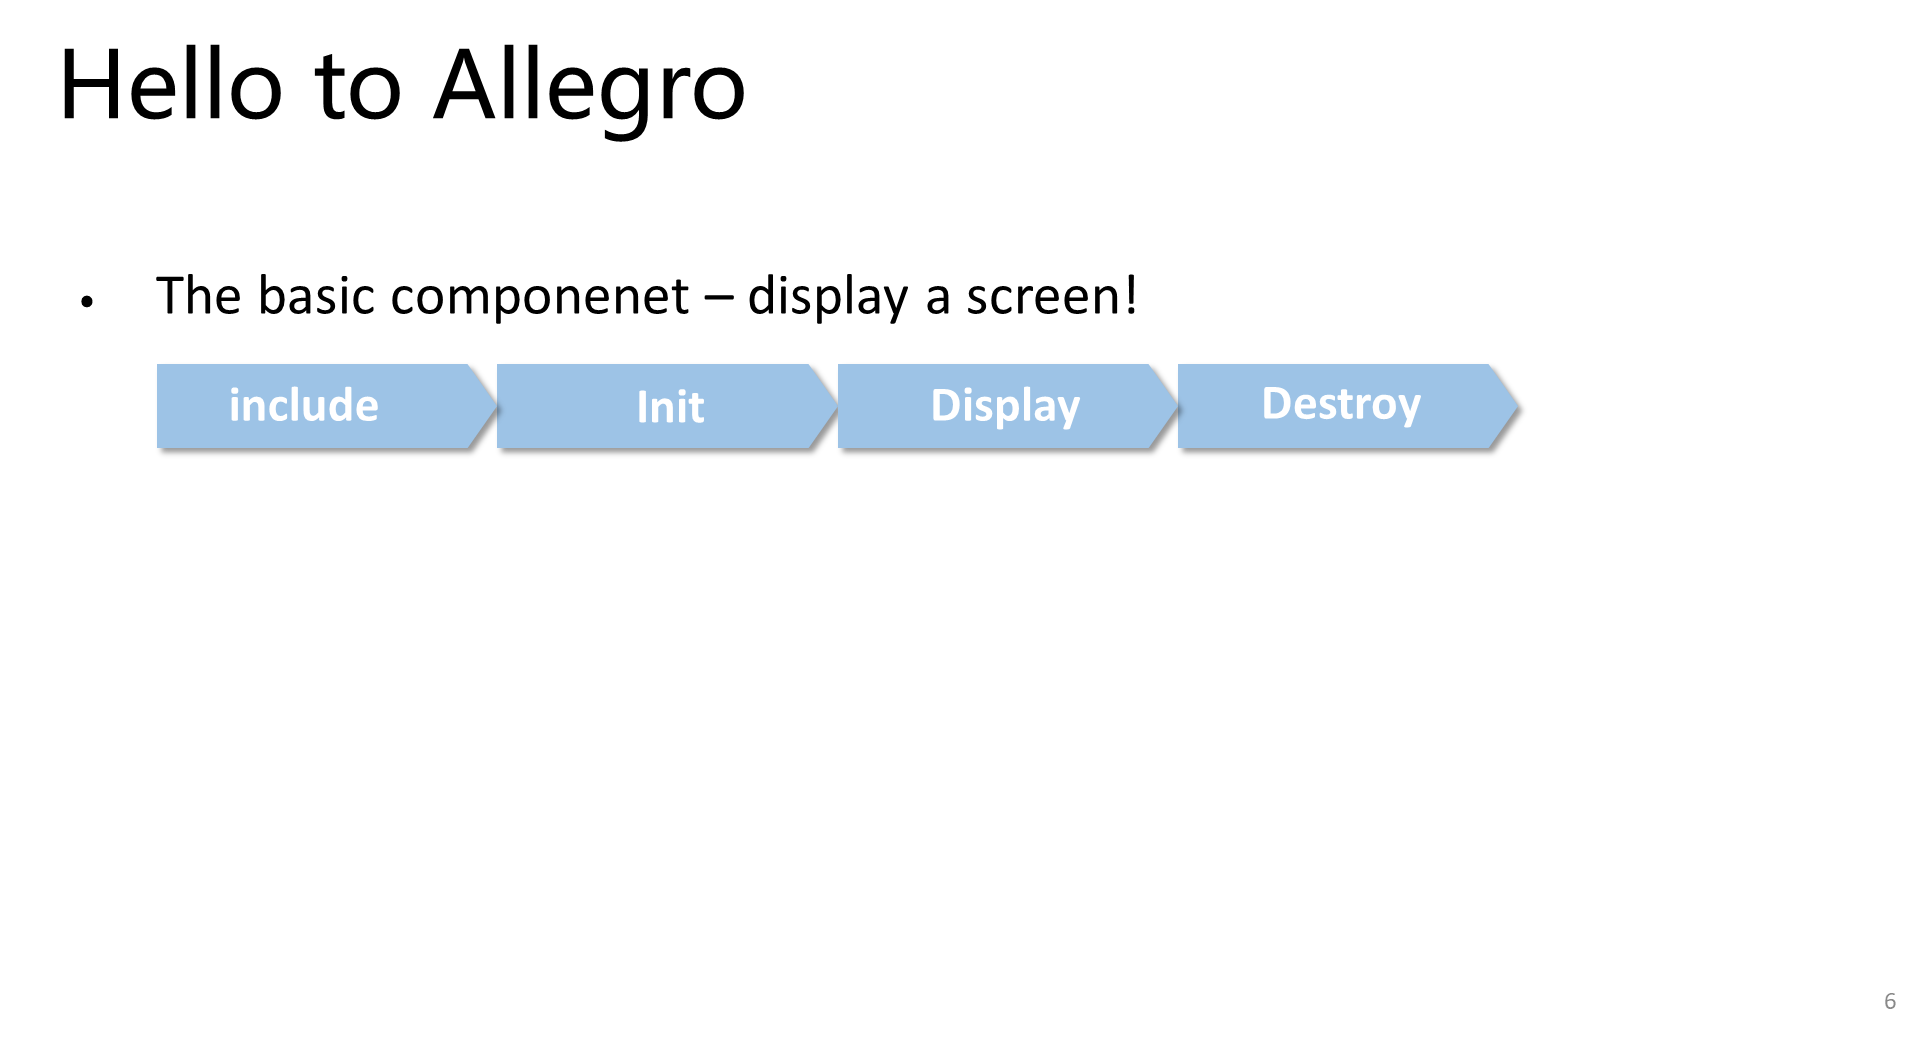 Hello to Allegro
• The basic componenet – display a screen!
include Init Display Destroy
6